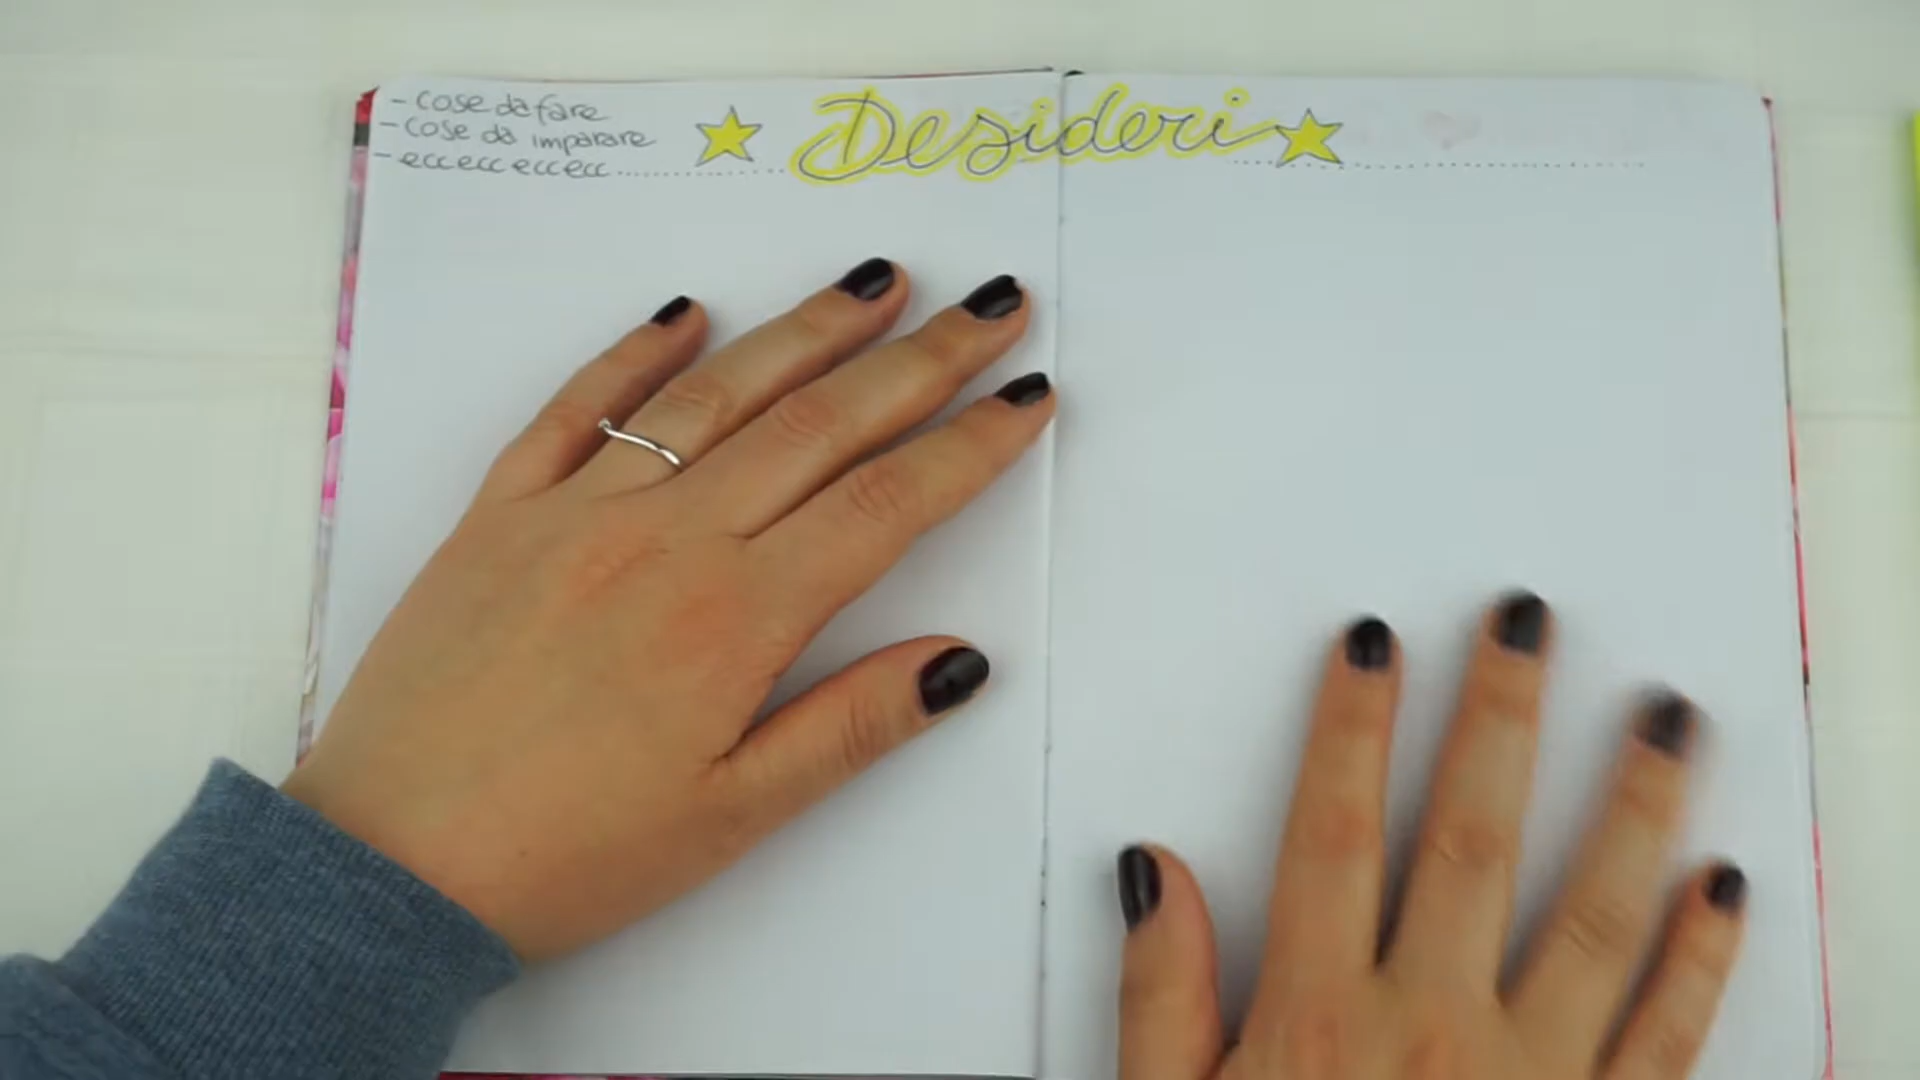 - cose da fare
- cose da imparare
- ecc ecc ecc ecc
Desideri